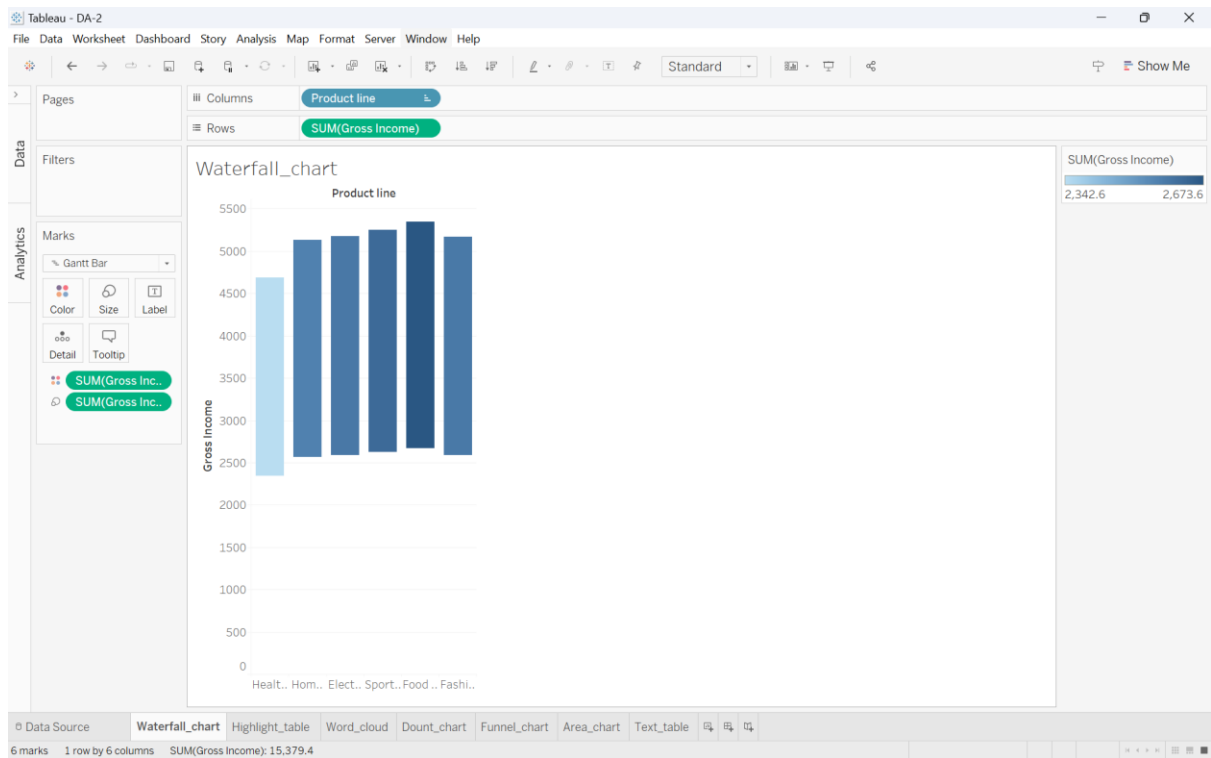 Tableau - DA-2
File Data Worksheet Dashboard Story Analysis Map Format Server Window Help
Standard
Show Me
Pages
iii Columns
Product line
Rows
SUM(Gross Income)
Data
Analytics
Filters
Marks
Gantt Bar
Color
Size
Label
Detail
Tooltip
SUM(Gross Inc..
SUM(Gross Inc..
Waterfall_chart
Product line
Gross Income
5500
5000
4500
4000
3500
3000
2500
2000
1500
1000
500
0
Healt.. Hom.. Elect.. Sport.. Food .. Fashi..
SUM(Gross Income)
2,342.6 2,673.6
Data Source Waterfall_chart Highlight_table Word_cloud Dount_chart Funnel_chart Area_chart Text_table
6 marks 1 row by 6 columns SUM(Gross Income): 15,379.4